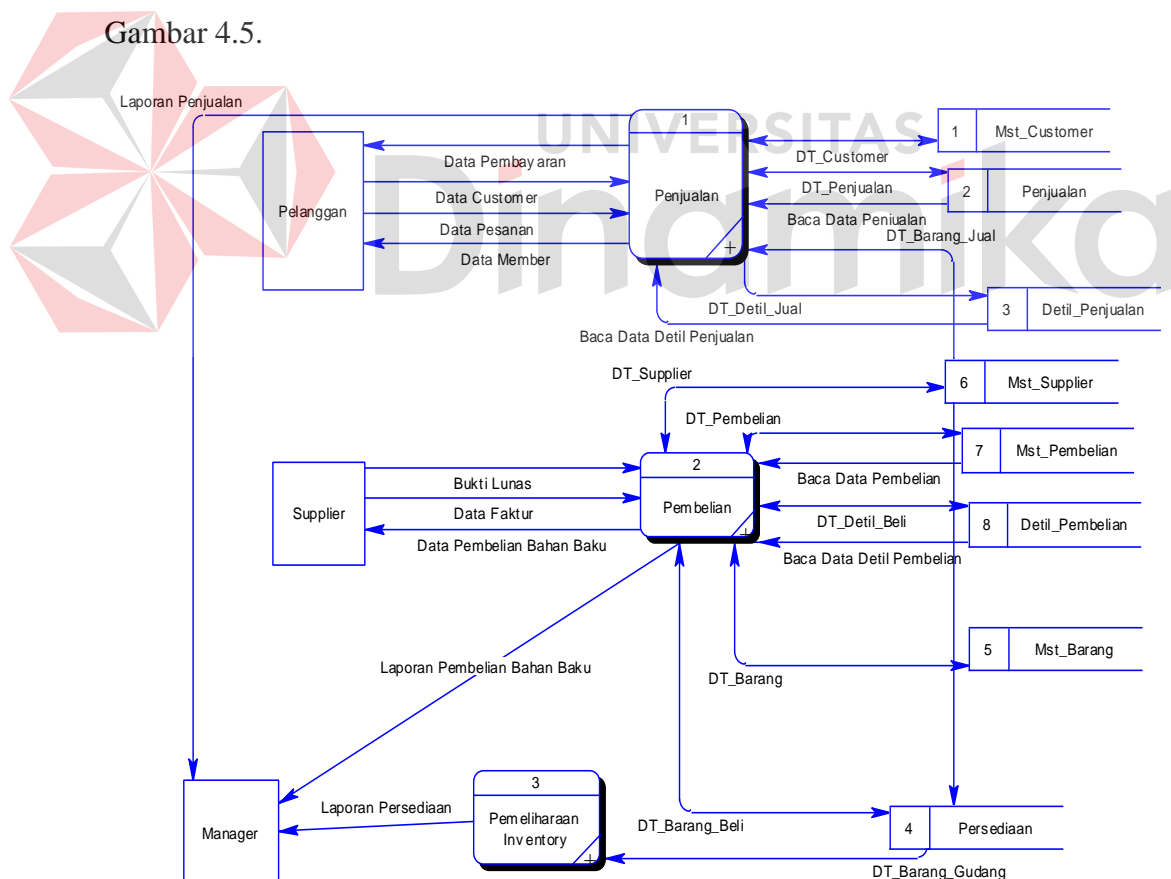 Gambar 4.5.
UNIVERSITAS
Dinamika
Laporan Penjualan
1
Penjualan
Pelanggan
Data Pembayaran
Data Customer
Data Pesanan
Data Member
1 Mst_Customer
DT_Customer
2 Penjualan
DT_Penjualan
Baca Data Penjualan
DT_Barang_Jual
3 Detil_Penjualan
DT_Detil_Jual
Baca Data Detil Penjualan
DT_Supplier
6 Mst_Supplier
DT_Pembelian
7 Mst_Pembelian
2
Pembelian
Baca Data Pembelian
Supplier
Bukti Lunas
Data Faktur
Data Pembelian Bahan Baku
8 Detil_Pembelian
DT_Detil_Beli
Baca Data Detil Pembelian
5 Mst_Barang
Laporan Pembelian Bahan Baku
DT_Barang
3
Pemeliharaan
Inventory
Laporan Persediaan
Manager
DT_Barang_Beli
4 Persediaan
DT_Barang_Gudang